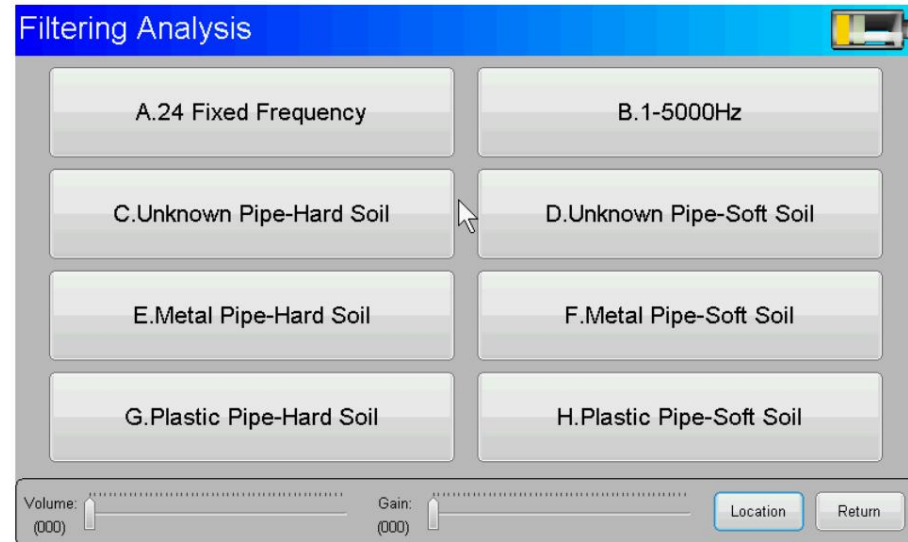 Filtering Analysis
A.24 Fixed Frequency
B.1-5000Hz
C.Unknown Pipe-Hard Soil
D.Unknown Pipe-Soft Soil
E.Metal Pipe-Hard Soil
F.Metal Pipe-Soft Soil
G.Plastic Pipe-Hard Soil
H.Plastic Pipe-Soft Soil
Volume:
(000)
Gain:
(000)
Location
Return